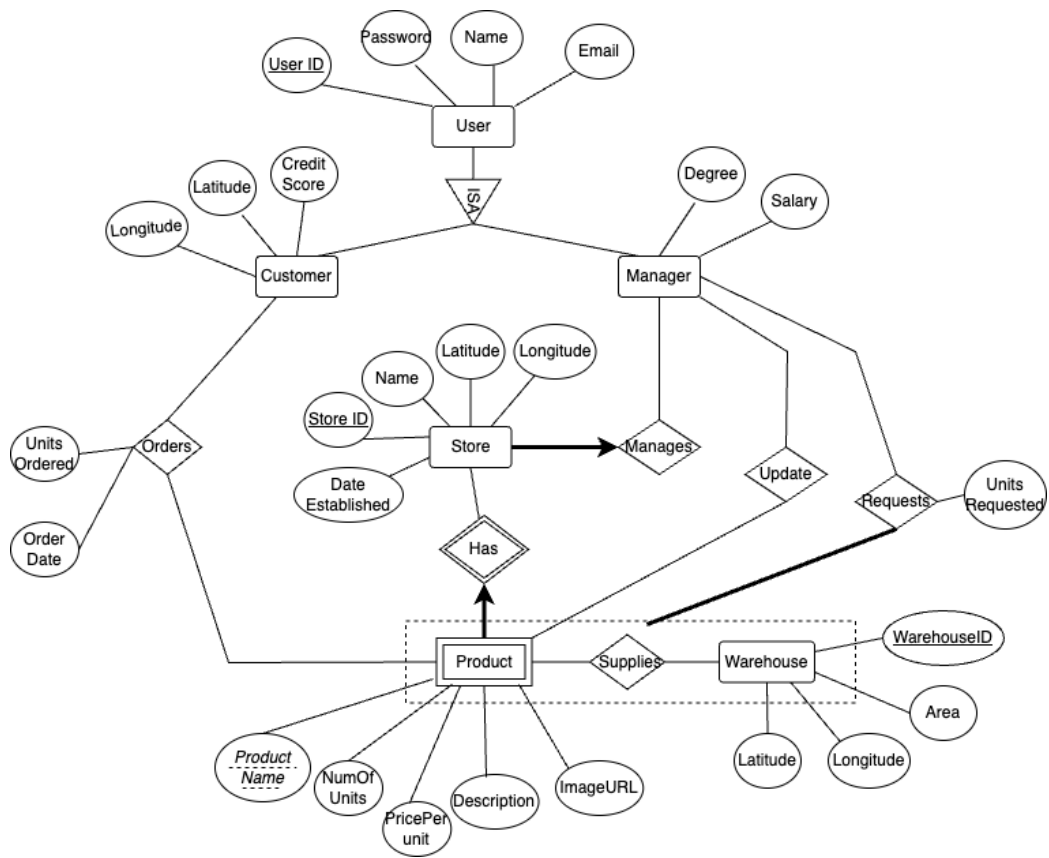 Password
Name
Email
User ID
User
ISA
Credit
Score
Latitude
Longitude
Customer
Degree
Salary
Manager
Latitude
Longitude
Name
Store ID
Store
Date
Established
Manages
Units
Ordered
Orders
Order
Date
Update
Requests
Units
Requested
Has
Product
Supplies
Warehouse
WarehouseID
Area
Latitude
Longitude
Product
Name
NumOf
Units
PricePer
unit
Description
ImageURL